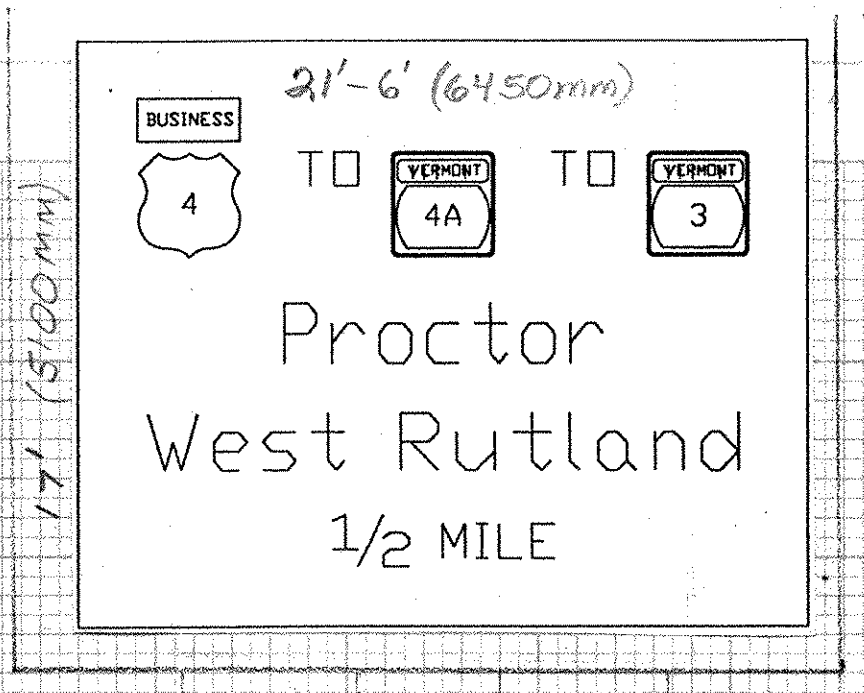 21'-6' (6450mm)
BUSINESS
4
TO
VERMONT
4A
TO
VERMONT
3
17' (5100mm)
Proctor
West Rutland
1/2 MILE